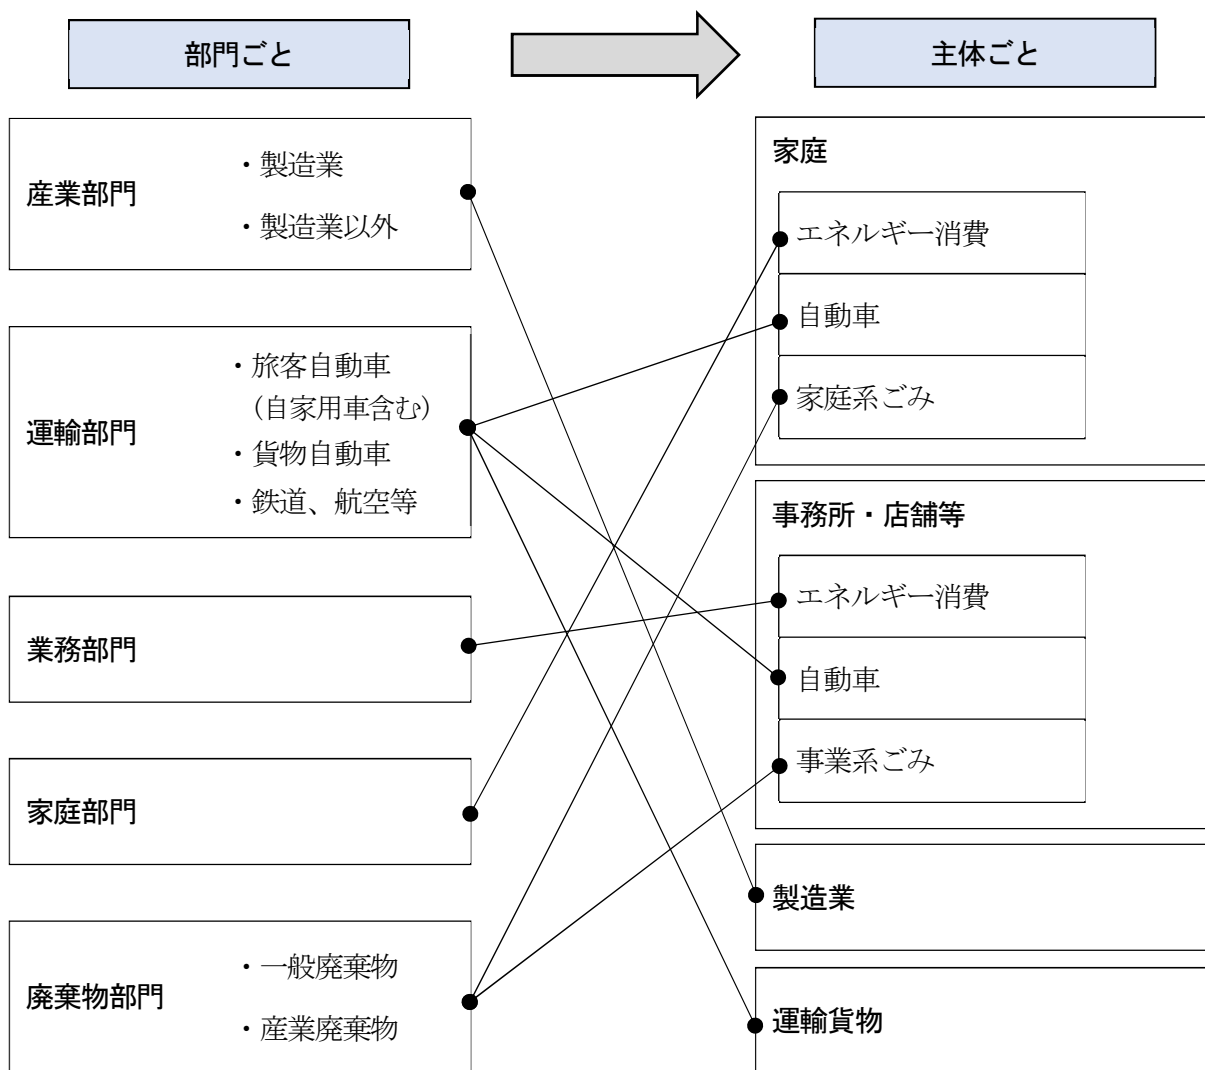 部門ごと
主体ごと
産業部門
・製造業
・製造業以外
運輸部門
・旅客自動車
(自家用車含む)
・貨物自動車
・鉄道、航空等
業務部門
家庭部門
廃棄物部門
・一般廃棄物
・産業廃棄物
家庭
エネルギー消費
自動車
家庭系ごみ
事務所・店舗等
エネルギー消費
自動車
事業系ごみ
製造業
運輸貨物